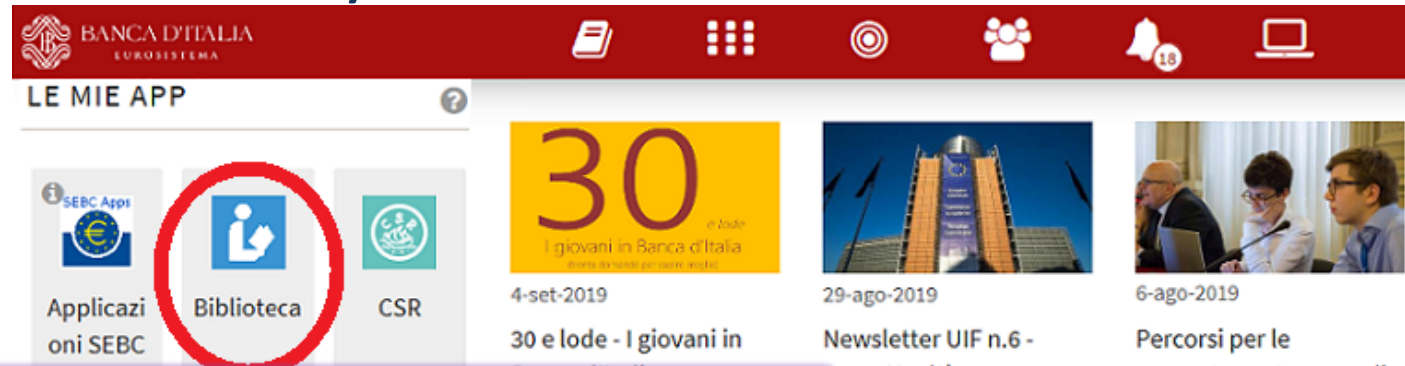 BANCA D'ITALIA
EUROSISTEMA
18
LE MIE APP
?
30
e lode
I giovani in Banca d'Italia
4-set-2019
30 e lode - I giovani in
29-ago-2019
Newsletter UIF n.6 -
6-ago-2019
Percorsi per le
i
SEBC Apps
Applicazi
oni SEBC
Biblioteca
CSR
CSR